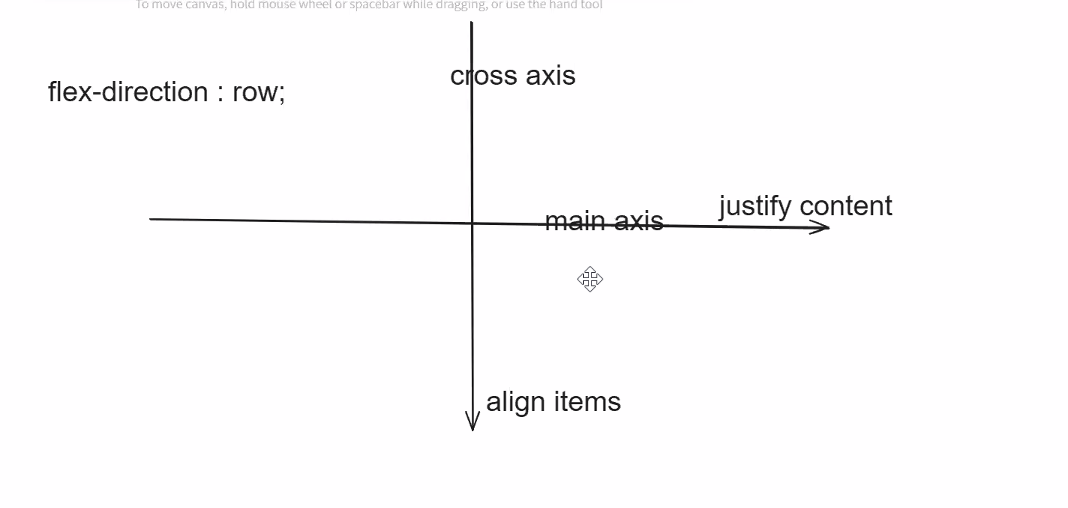 To move canvas, hold mouse wheel or spacebar while dragging, or use the hand tool
cross axis
flex-direction : row;
justify content
main axis
align items